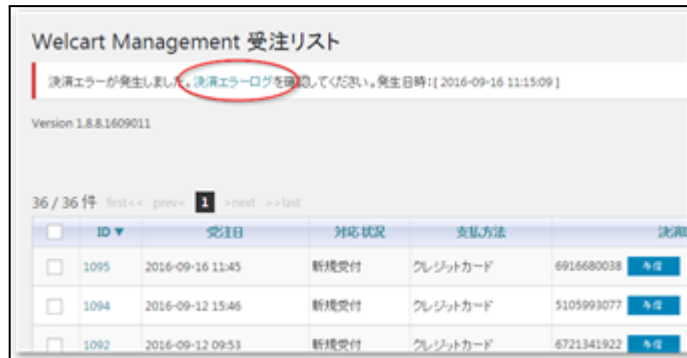 Welcart Management 受注リスト
決済エラーが発生しました。決済エラーログを確認してください。発生日時:[ 2016-09-16 11:15:09 ]
Version 1.8.8.1609011
36 / 36 件 first<< prev< 1 >next >>last
ID ▼ 受注日 対応状況 支払方法
1095 2016-09-16 11:45 新規受付 クレジットカード 6916680038 与信
1094 2016-09-12 15:46 新規受付 クレジットカード 5105993077 与信
1092 2016-09-12 09:53 新規受付 クレジットカード 6721341922 与信